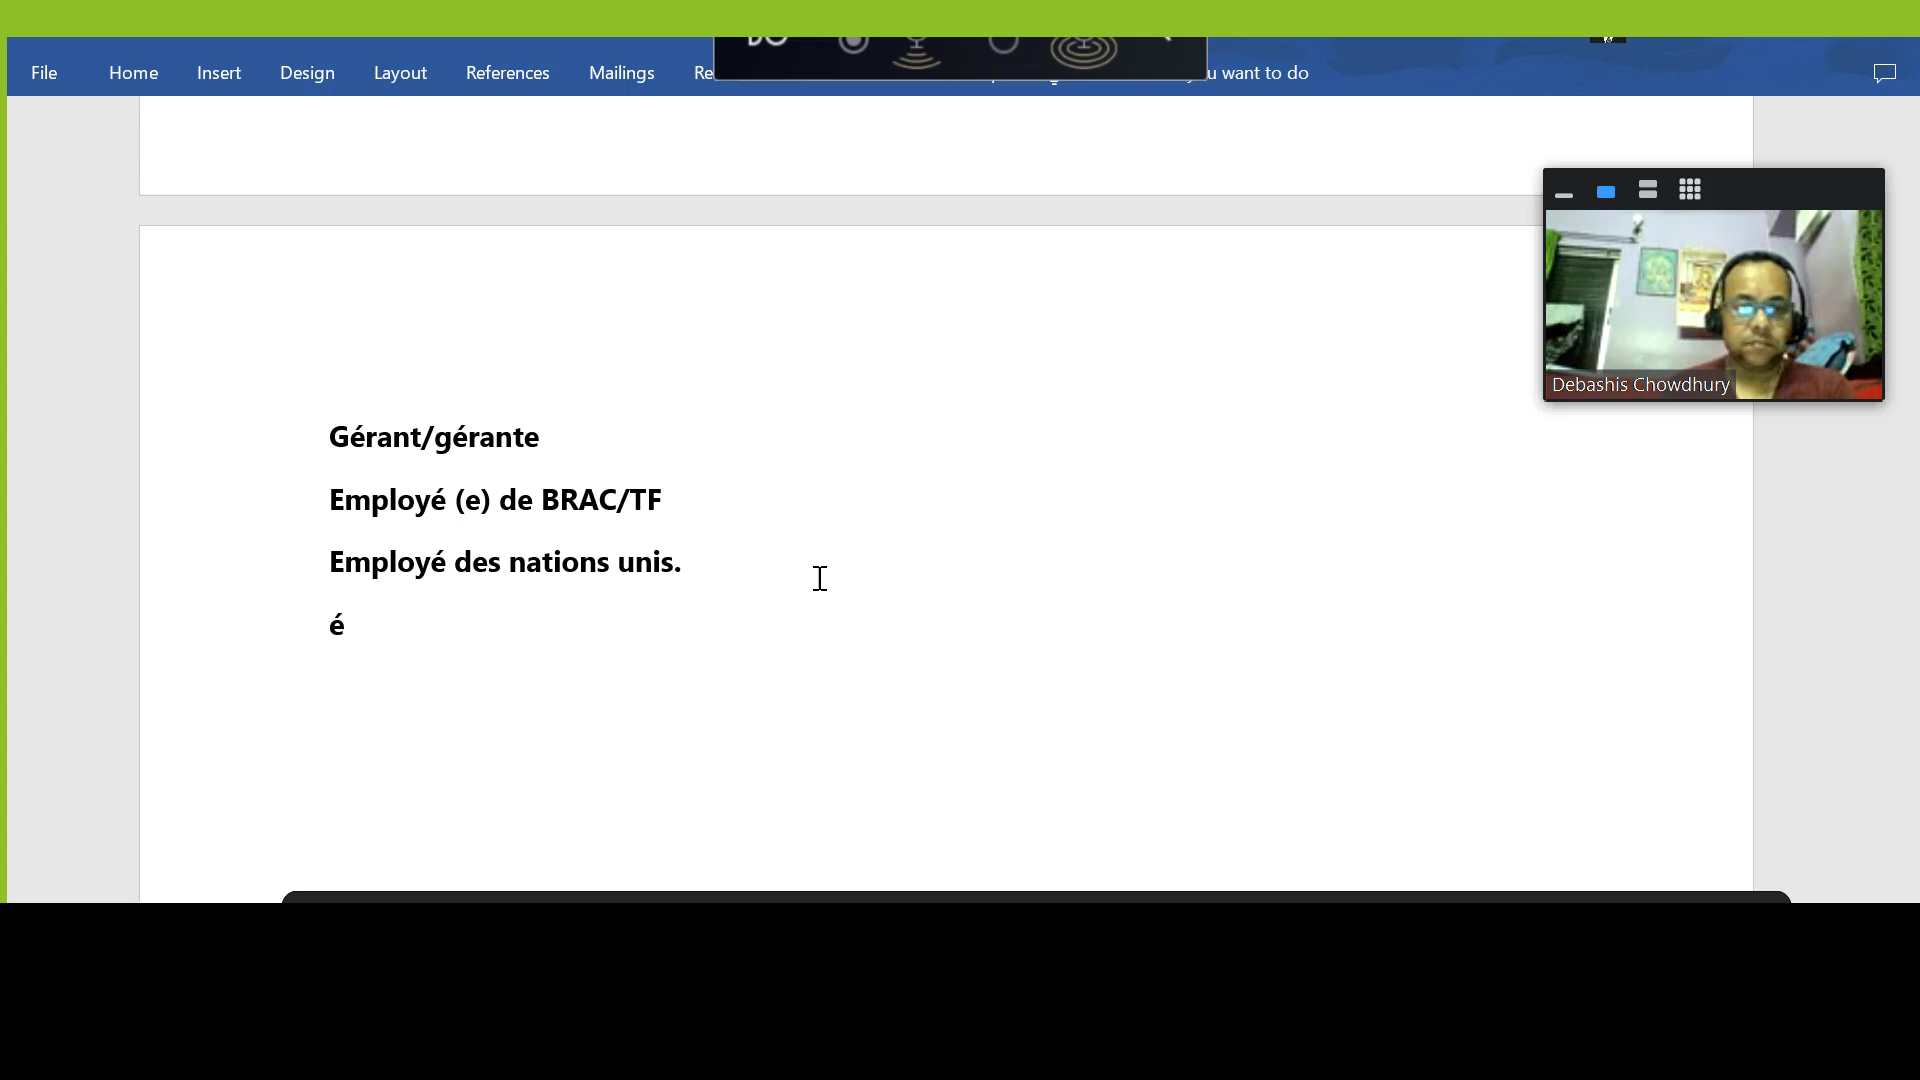 File Home Insert Design Layout References Mailings Re u want to do
Debashis Chowdhury
Gérant/gérante
Employé (e) de BRAC/TF
Employé des nations unis.
é